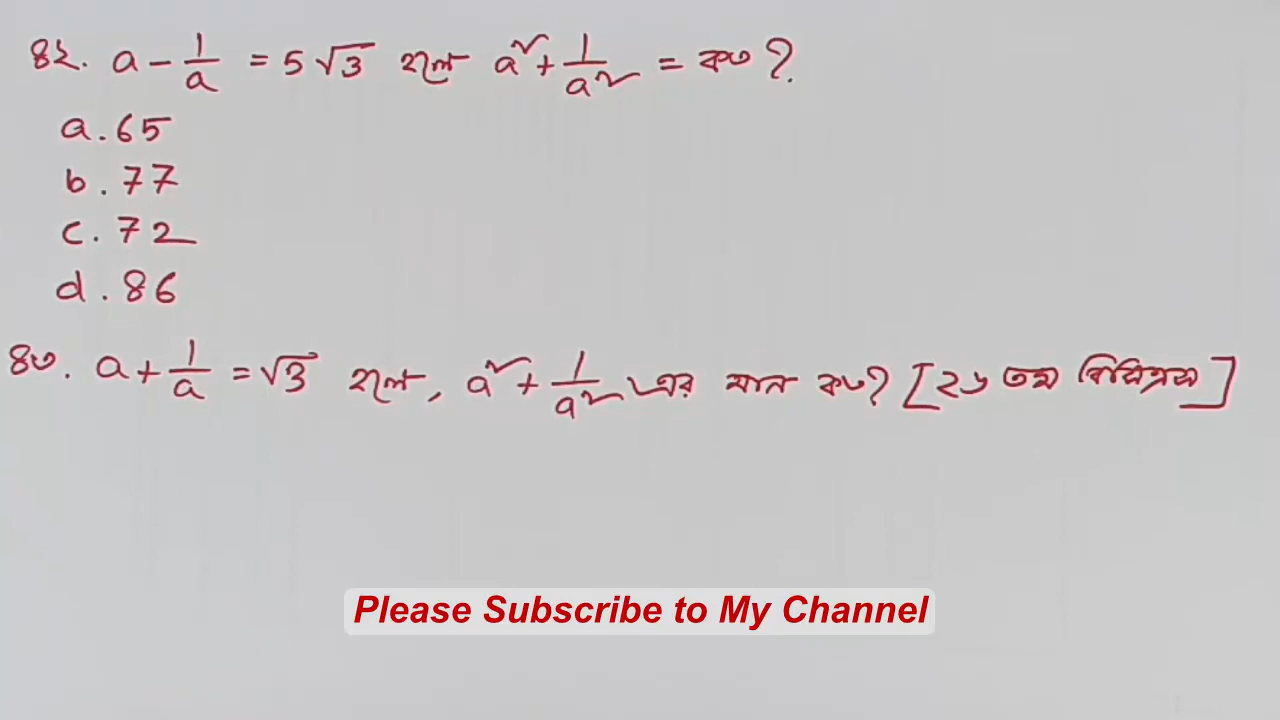 ৪২. a - 1/a = 5√3 হলে a² + 1/a² = কত ?
a. 65
b. 77
c. 72
d. 86
৪৩. a + 1/a = √3 হলে, a² + 1/a² এর মান কত? [২৬ তম বিসিএস]
Please Subscribe to My Channel